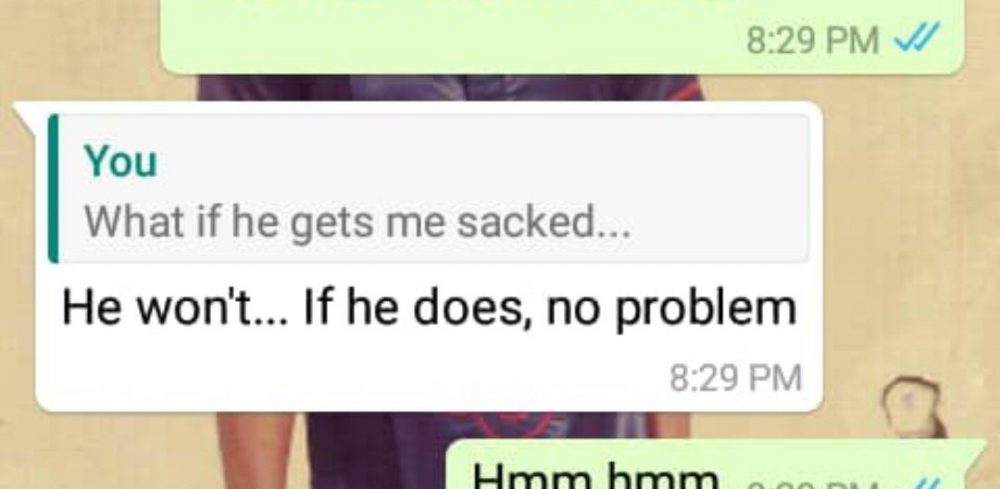 8:29 PM
You
What if he gets me sacked...
He won't... If he does, no problem
8:29 PM
Hmm hmm